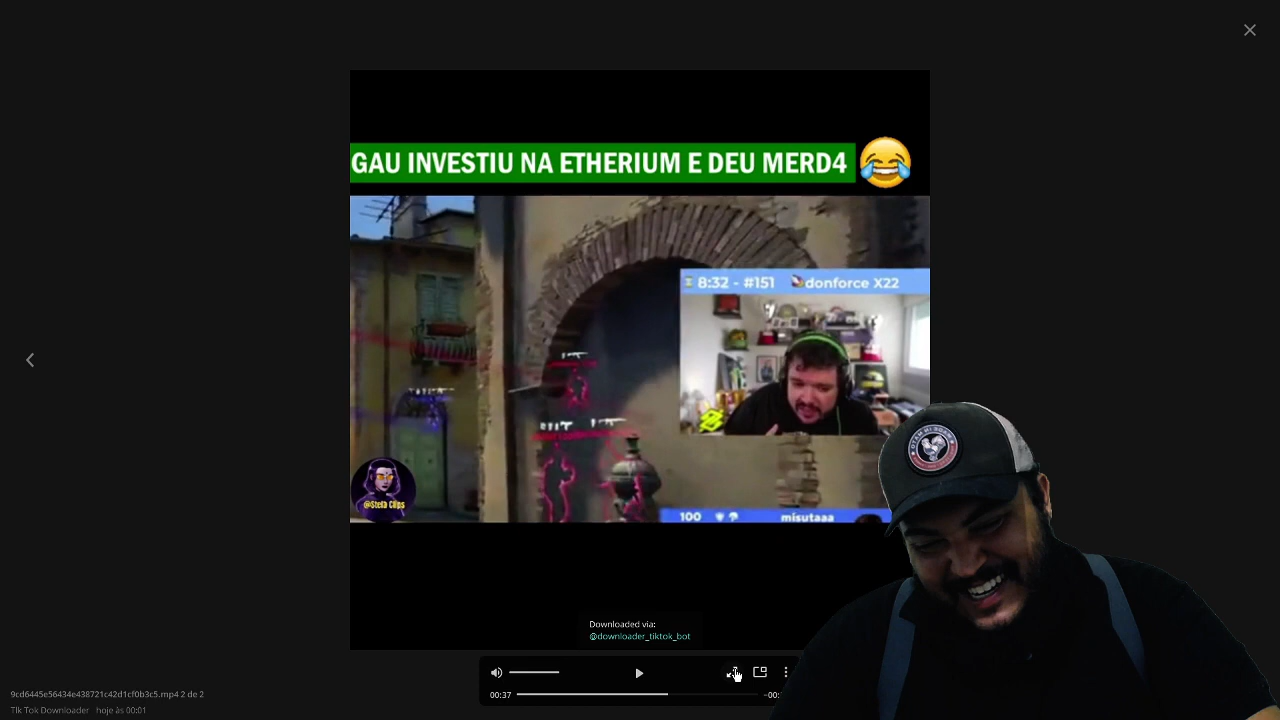 GAU INVESTIU NA ETHERIUM E DEU MERD4
8:32 - #151 donforce X22
@Stella Clips
100 misutaaa
Downloaded via:
@downloader_tiktok_bot
00:37 −00:
9cd6445e56434e438721c42d1cf0b3c5.mp4 2 de 2
TIk Tok Downloader hoje às 00:01